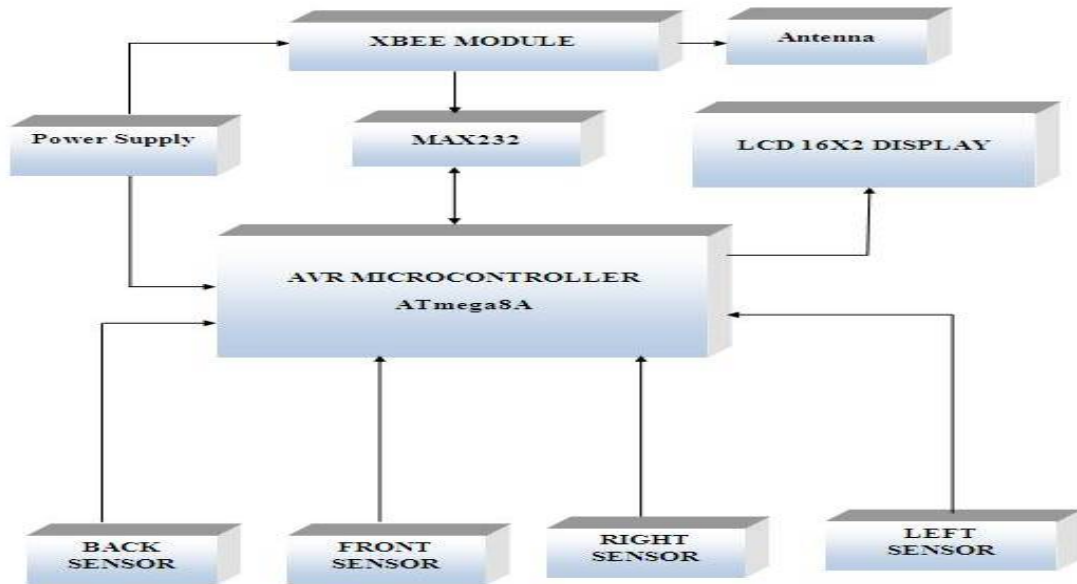 XBEE MODULE
Antenna
Power Supply
MAX232
LCD 16X2 DISPLAY
AVR MICROCONTROLLER
ATmega8A
BACK
SENSOR
FRONT
SENSOR
RIGHT
SENSOR
LEFT
SENSOR